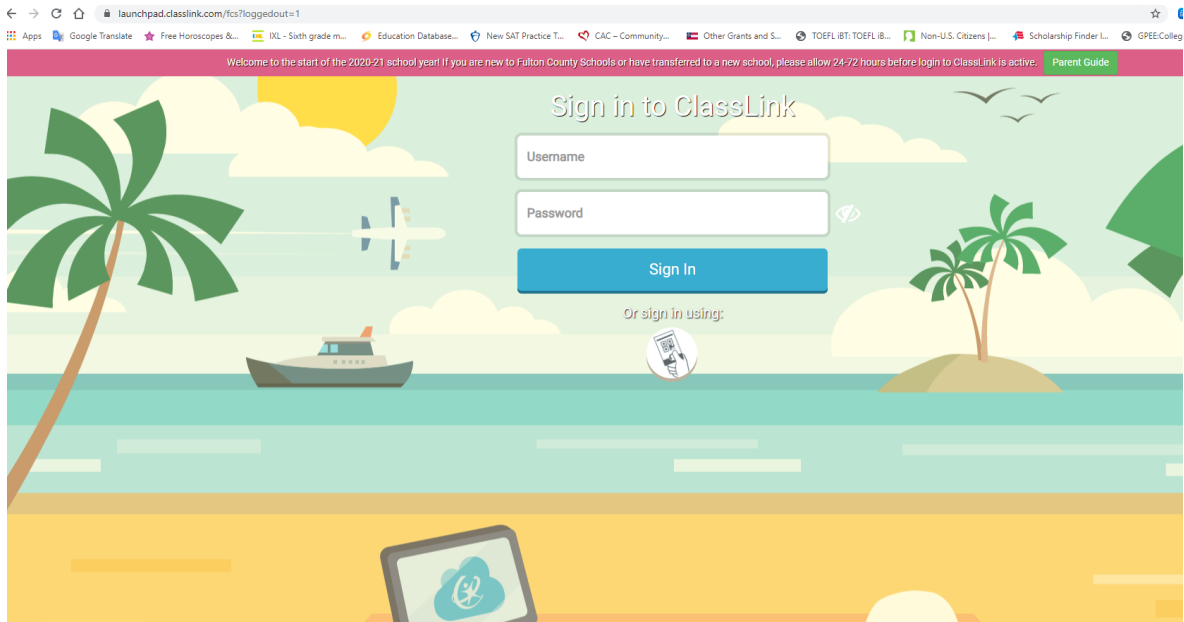 launchpad.classlink.com/fcs?loggedout=1
Apps Google Translate Free Horoscopes &... IXL - Sixth grade m... Education Database... New SAT Practice T... CAC – Community... Other Grants and S... TOEFL iBT: TOEFL iB... Non-U.S. Citizens |... Scholarship Finder I... GPEE:Colleg
Welcome to the start of the 2020-21 school year! If you are new to Fulton County Schools or have transferred to a new school, please allow 24-72 hours before login to ClassLink is active. Parent Guide
Sign in to ClassLink
Username
Password
Sign In
Or sign in using: